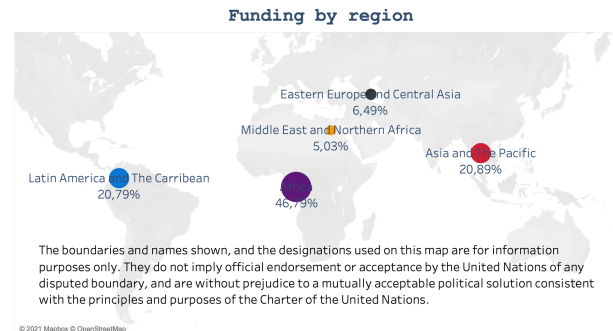 Funding by region
Eastern Europe and Central Asia
6,49%
Middle East and Northern Africa
5,03%
Asia and The Pacific
20,89%
Latin America and The Carribean
20,79%
Africa
46,79%
The boundaries and names shown, and the designations used on this map are for information
purposes only. They do not imply official endorsement or acceptance by the United Nations of any
disputed boundary, and are without prejudice to a mutually acceptable political solution consistent
with the principles and purposes of the Charter of the United Nations.
© 2021 Mapbox © OpenStreetMap